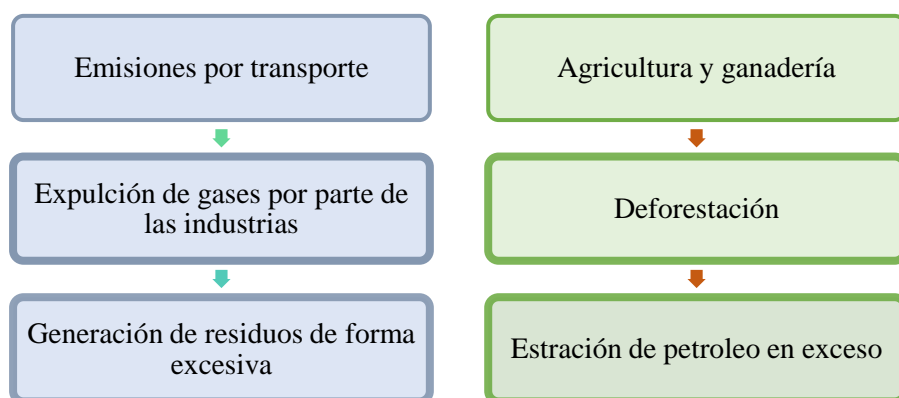 Emisiones por transporte
Expulción de gases por parte de
las industrias
Generación de residuos de forma
excesiva
Agricultura y ganadería
Deforestación
Estración de petroleo en exceso